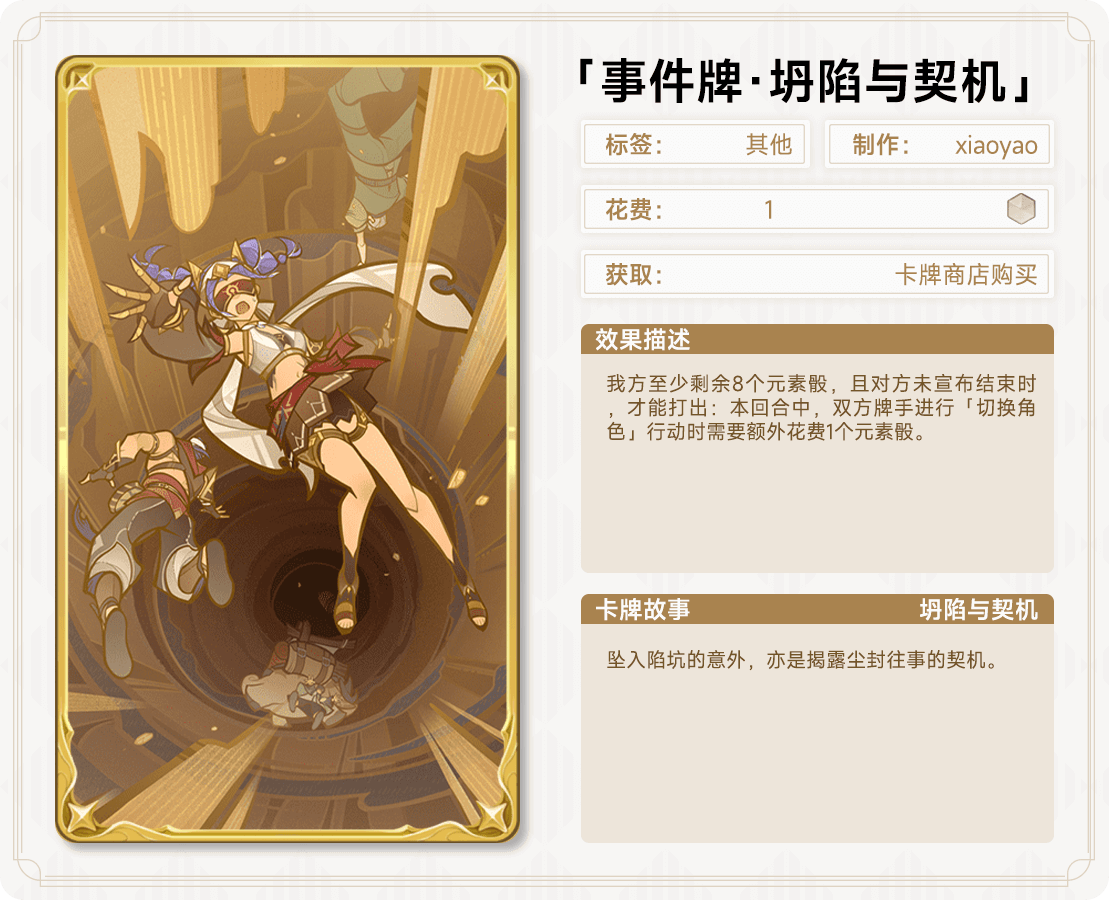 「事件牌·坍陷与契机」
标签： 其他 制作： xiaoyao
花费： 1
获取： 卡牌商店购买
效果描述
我方至少剩余8个元素骰，且对方未宣布结束时
，才能打出：本回合中，双方牌手进行「切换角
色」行动时需要额外花费1个元素骰。
卡牌故事 坍陷与契机
坠入陷坑的意外，亦是揭露尘封往事的契机。